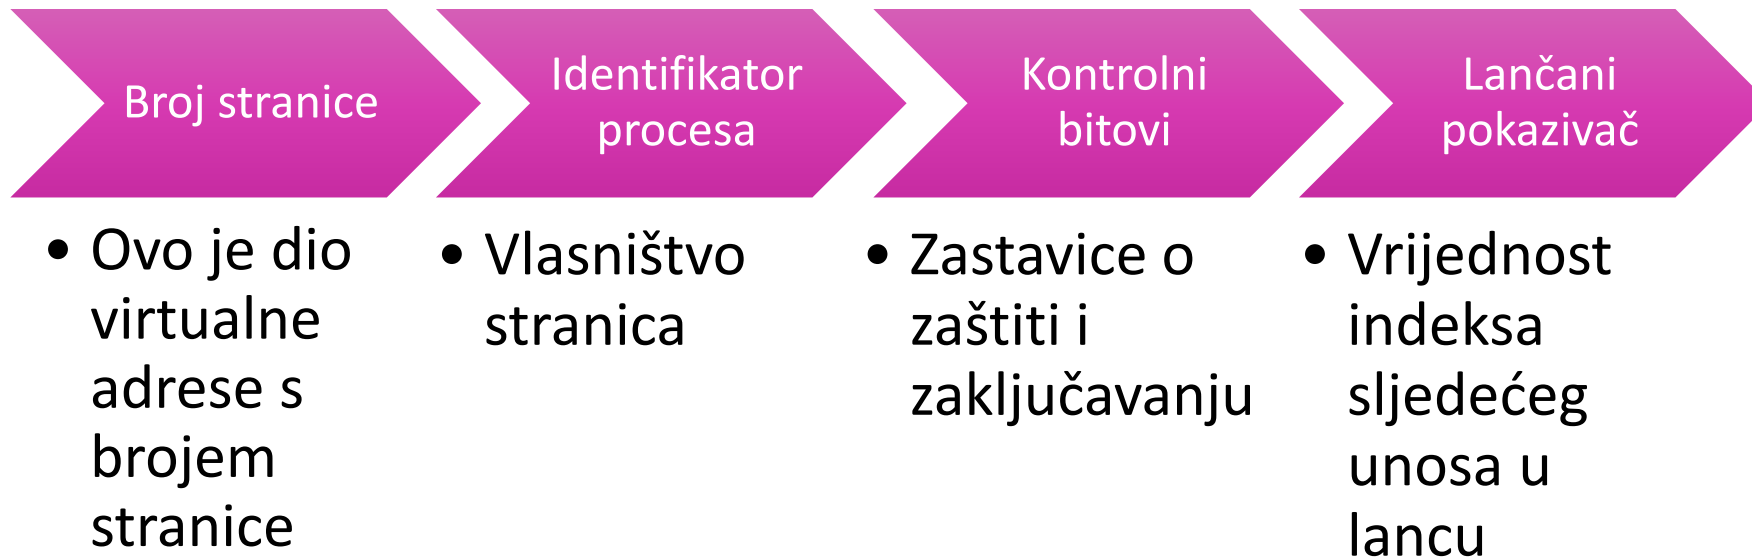 Broj stranice
Identifikator
procesa
Kontrolni
bitovi
Lančani
pokazivač
• Ovo je dio
virtualne
adrese s
brojem
stranice
• Vlasništvo
stranica
• Zastavice o
zaštiti i
zaključavanju
• Vrijednost
indeksa
sljedećeg
unosa u
lancu